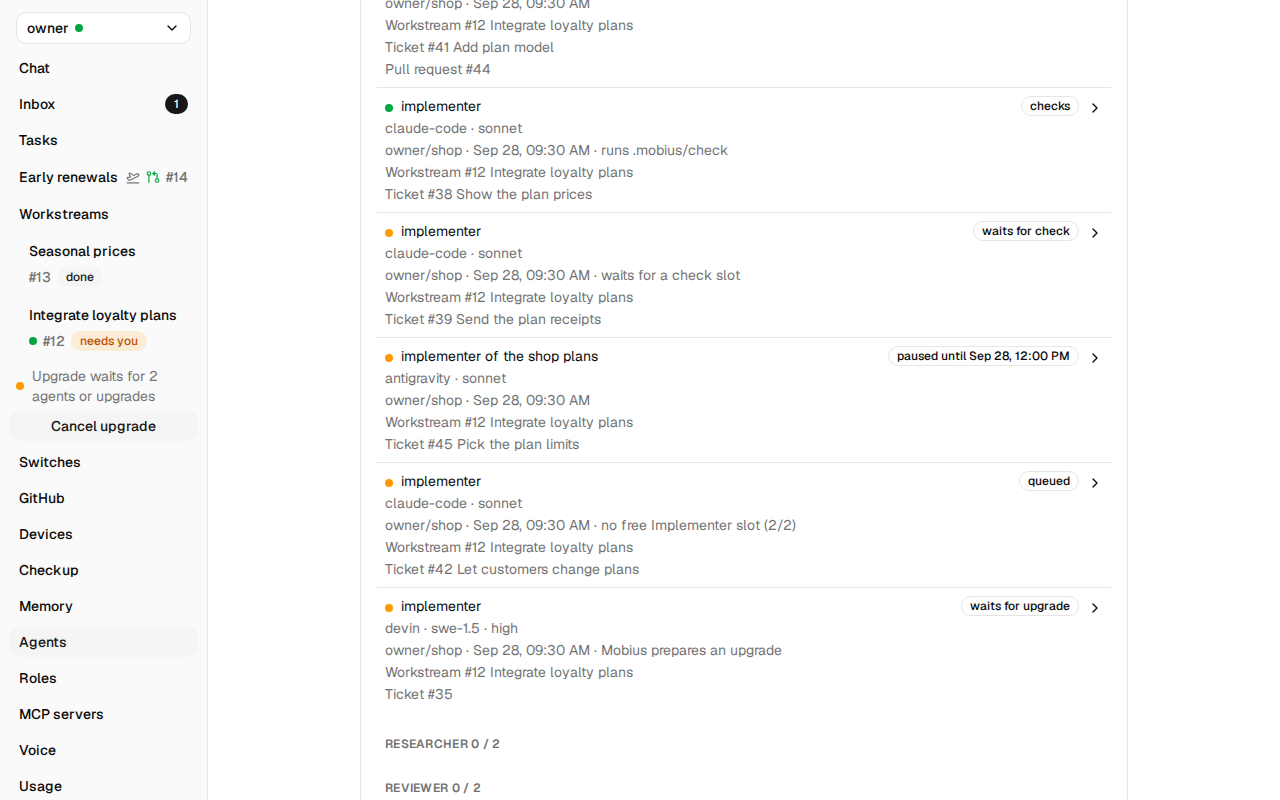 owner
Chat
Inbox 1
Tasks
Early renewals #14
Workstreams
Seasonal prices
#13 done
Integrate loyalty plans
#12 needs you
Upgrade waits for 2
agents or upgrades
Cancel upgrade
Switches
GitHub
Devices
Checkup
Memory
Agents
Roles
MCP servers
Voice
Usage
owner/shop · Sep 28, 09:30 AM
Workstream #12 Integrate loyalty plans
Ticket #41 Add plan model
Pull request #44
implementer checks
claude-code · sonnet
owner/shop · Sep 28, 09:30 AM · runs .mobius/check
Workstream #12 Integrate loyalty plans
Ticket #38 Show the plan prices
implementer waits for check
claude-code · sonnet
owner/shop · Sep 28, 09:30 AM · waits for a check slot
Workstream #12 Integrate loyalty plans
Ticket #39 Send the plan receipts
implementer of the shop plans paused until Sep 28, 12:00 PM
antigravity · sonnet
owner/shop · Sep 28, 09:30 AM
Workstream #12 Integrate loyalty plans
Ticket #45 Pick the plan limits
implementer queued
claude-code · sonnet
owner/shop · Sep 28, 09:30 AM · no free Implementer slot (2/2)
Workstream #12 Integrate loyalty plans
Ticket #42 Let customers change plans
implementer waits for upgrade
devin · swe-1.5 · high
owner/shop · Sep 28, 09:30 AM · Mobius prepares an upgrade
Workstream #12 Integrate loyalty plans
Ticket #35
RESEARCHER 0 / 2
REVIEWER 0 / 2